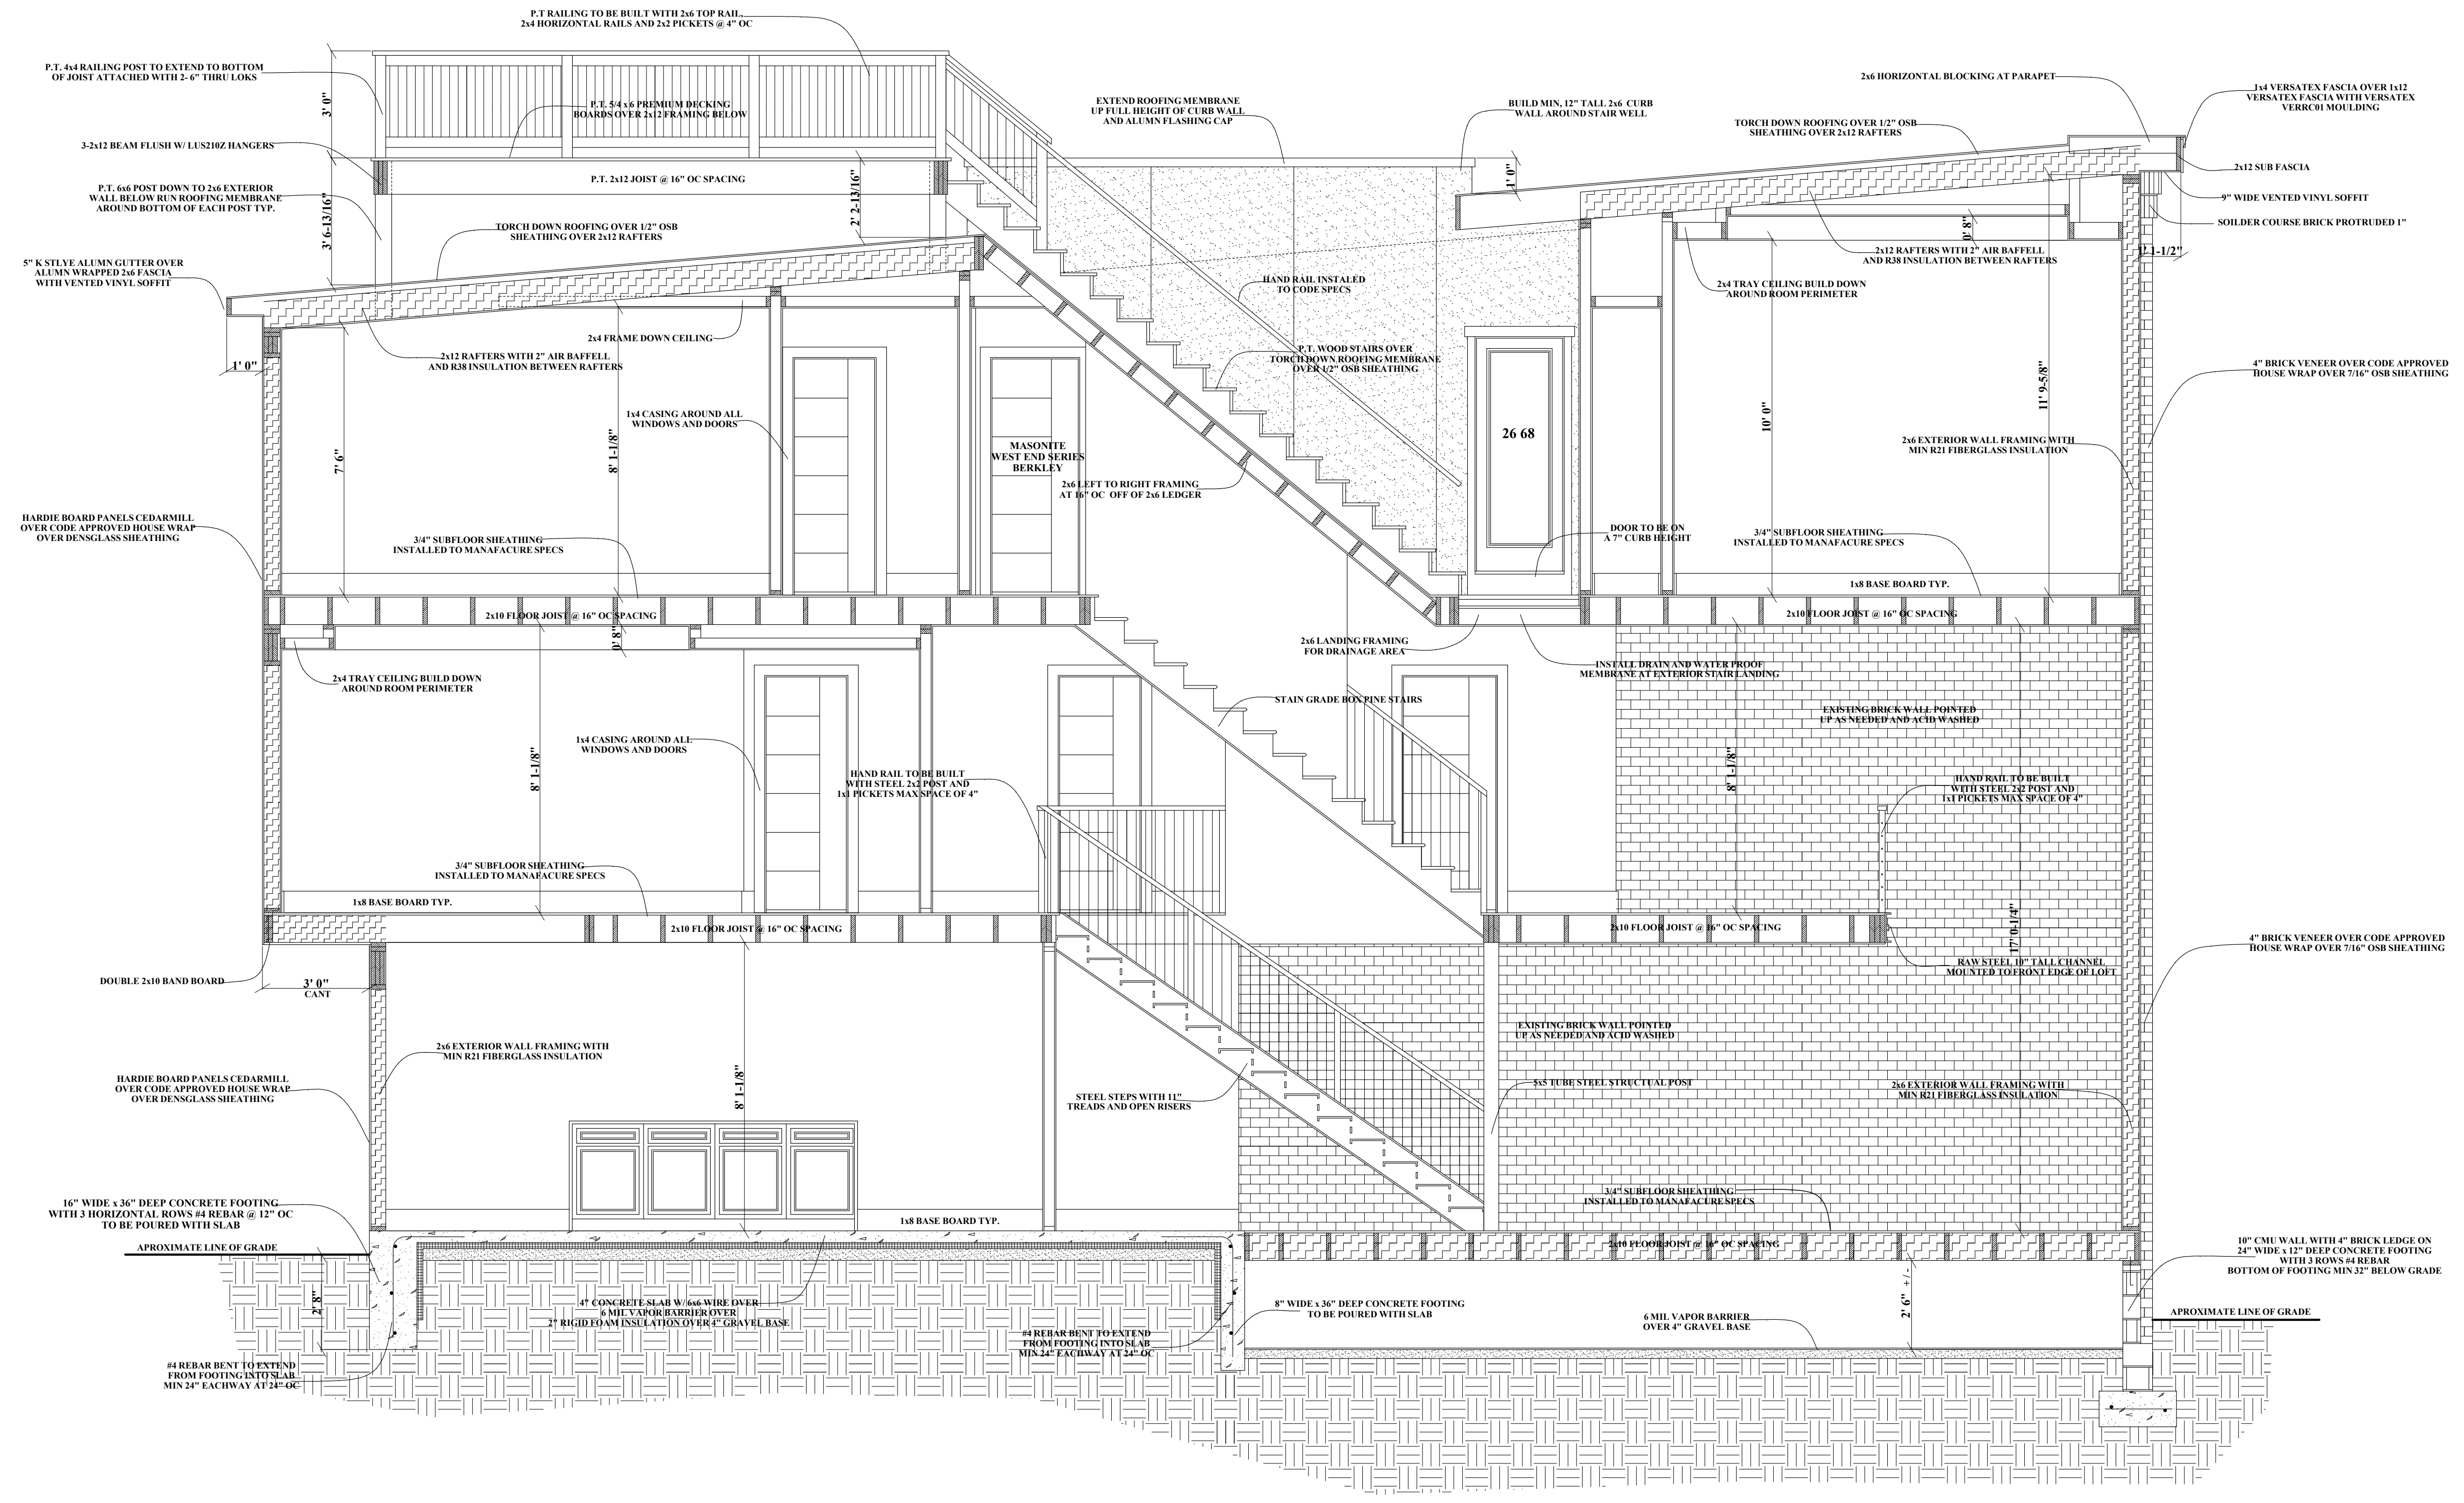 P.T RAILING TO BE BUILT WITH 2x6 TOP RAIL,
2x4 HORIZONTAL RAILS AND 2x2 PICKETS @ 4" OC
P.T. 4x4 RAILING POST TO EXTEND TO BOTTOM
OF JOIST ATTACHED WITH 2- 6" THRU LOKS
3' 0"
P.T. 5/4 x 6 PREMIUM DECKING
BOARDS OVER 2x12 FRAMING BELOW
EXTEND ROOFING MEMBRANE
UP FULL HEIGHT OF CURB WALL
AND ALUMN FLASHING CAP
BUILD MIN, 12" TALL 2x6 CURB
WALL AROUND STAIR WELL
2x6 HORIZONTAL BLOCKING AT PARAPET
1x4 VERSATEX FASCIA OVER 1x12
VERSATEX FASCIA WITH VERSATEX
VERRC01 MOULDING
TORCH DOWN ROOFING OVER 1/2" OSB
SHEATHING OVER 2x12 RAFTERS
3-2x12 BEAM FLUSH W/ LUS210Z HANGERS
P.T. 2x12 JOIST @ 16" OC SPACING
2x12 SUB FASCIA
1' 0"
P.T. 6x6 POST DOWN TO 2x6 EXTERIOR
WALL BELOW RUN ROOFING MEMBRANE
AROUND BOTTOM OF EACH POST TYP.
3' 6-13/16"
2' 2-13/16"
9" WIDE VENTED VINYL SOFFIT
SOILDER COURSE BRICK PROTRUDED 1"
TORCH DOWN ROOFING OVER 1/2" OSB
SHEATHING OVER 2x12 RAFTERS
0' 8"
2x12 RAFTERS WITH 2" AIR BAFFELL
AND R38 INSULATION BETWEEN RAFTERS
1' 1-1/2"
5" K STLYE ALUMN GUTTER OVER
ALUMN WRAPPED 2x6 FASCIA
WITH VENTED VINYL SOFFIT
HAND RAIL INSTALED
TO CODE SPECS
2x4 TRAY CEILING BUILD DOWN
AROUND ROOM PERIMETER
2x4 FRAME DOWN CEILING
2x12 RAFTERS WITH 2" AIR BAFFELL
AND R38 INSULATION BETWEEN RAFTERS
1' 0"
P.T. WOOD STAIRS OVER
TORCH DOWN ROOFING MEMBRANE
OVER 1/2" OSB SHEATHING
4" BRICK VENEER OVER CODE APPROVED
HOUSE WRAP OVER 7/16" OSB SHEATHING
11' 9-5/8"
10' 0"
1x4 CASING AROUND ALL
WINDOWS AND DOORS
7' 6"
8' 1-1/8"
MASONITE
WEST END SERIES
BERKLEY
26 68
2x6 EXTERIOR WALL FRAMING WITH
MIN R21 FIBERGLASS INSULATION
2x6 LEFT TO RIGHT FRAMING
AT 16" OC OFF OF 2x6 LEDGER
HARDIE BOARD PANELS CEDARMILL
OVER CODE APPROVED HOUSE WRAP
OVER DENSGLASS SHEATHING
3/4" SUBFLOOR SHEATHING
INSTALLED TO MANAFACURE SPECS
DOOR TO BE ON
A 7" CURB HEIGHT
3/4" SUBFLOOR SHEATHING
INSTALLED TO MANAFACURE SPECS
1x8 BASE BOARD TYP.
2x10 FLOOR JOIST @ 16" OC SPACING
2x10 FLOOR JOIST @ 16" OC SPACING
0' 8"
2x6 LANDING FRAMING
FOR DRAINAGE AREA
INSTALL DRAIN AND WATER PROOF
MEMBRANE AT EXTERIOR STAIR LANDING
2x4 TRAY CEILING BUILD DOWN
AROUND ROOM PERIMETER
STAIN GRADE BOX PINE STAIRS
EXISTING BRICK WALL POINTED
UP AS NEEDED AND ACID WASHED
1x4 CASING AROUND ALL
WINDOWS AND DOORS
8' 1-1/8"
8' 1-1/8"
HAND RAIL TO BE BUILT
WITH STEEL 2x2 POST AND
1x1 PICKETS MAX SPACE OF 4"
HAND RAIL TO BE BUILT
WITH STEEL 2x2 POST AND
1x1 PICKETS MAX SPACE OF 4"
3/4" SUBFLOOR SHEATHING
INSTALLED TO MANAFACURE SPECS
1x8 BASE BOARD TYP.
2x10 FLOOR JOIST @ 16" OC SPACING
2x10 FLOOR JOIST @ 16" OC SPACING
17' 0-1/4"
4" BRICK VENEER OVER CODE APPROVED
HOUSE WRAP OVER 7/16" OSB SHEATHING
RAW STEEL 10" TALL CHANNEL
MOUNTED TO FRONT EDGE OF LOFT
DOUBLE 2x10 BAND BOARD
3' 0"
CANT
EXISTING BRICK WALL POINTED
UP AS NEEDED AND ACID WASHED
2x6 EXTERIOR WALL FRAMING WITH
MIN R21 FIBERGLASS INSULATION
HARDIE BOARD PANELS CEDARMILL
OVER CODE APPROVED HOUSE WRAP
OVER DENSGLASS SHEATHING
8' 1-1/8"
STEEL STEPS WITH 11"
TREADS AND OPEN RISERS
5x5 TUBE STEEL STRUCTUAL POST
2x6 EXTERIOR WALL FRAMING WITH
MIN R21 FIBERGLASS INSULATION
16" WIDE x 36" DEEP CONCRETE FOOTING
WITH 3 HORIZONTAL ROWS #4 REBAR @ 12" OC
TO BE POURED WITH SLAB
3/4" SUBFLOOR SHEATHING
INSTALLED TO MANAFACURE SPECS
1x8 BASE BOARD TYP.
APROXIMATE LINE OF GRADE
2x10 FLOOR JOIST @ 16" OC SPACING
10" CMU WALL WITH 4" BRICK LEDGE ON
24" WIDE x 12" DEEP CONCRETE FOOTING
WITH 3 ROWS #4 REBAR
BOTTOM OF FOOTING MIN 32" BELOW GRADE
2' 8"
4" CONCRETE SLAB W/ 6x6 WIRE OVER
6 MIL VAPOR BARRIER OVER
2" RIGID FOAM INSULATION OVER 4" GRAVEL BASE
8" WIDE x 36" DEEP CONCRETE FOOTING
TO BE POURED WITH SLAB
2' 6" +/-
6 MIL VAPOR BARRIER
OVER 4" GRAVEL BASE
APROXIMATE LINE OF GRADE
#4 REBAR BENT TO EXTEND
FROM FOOTING INTO SLAB
MIN 24" EACHWAY AT 24" OC
#4 REBAR BENT TO EXTEND
FROM FOOTING INTO SLAB
MIN 24" EACHWAY AT 24" OC